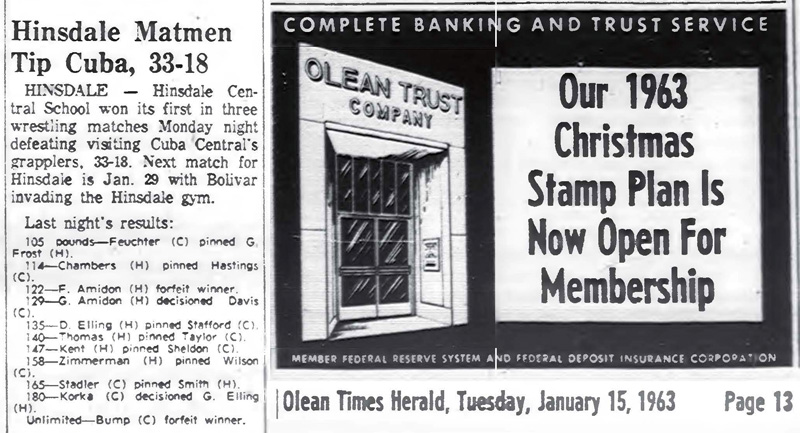 Hinsdale Matmen
Tip Cuba, 33-18
HINSDALE — Hinsdale Cen-
tral School won its first in three
wrestling matches Monday night
defeating visiting Cuba Central's
grapplers, 33-18. Next match for
Hinsdale is Jan. 29 with Bolivar
invading the Hinsdale gym.
Last night's results:
105 pounds—Feuchter (C) pinned G.
Frost (H).
114—Chambers (H) pinned Hastings
(C).
122—F. Amidon (H) forfeit winner.
129—G. Amidon (H) decisioned Davis
(C).
135—D. Elling (H) pinned Stafford (C).
140—Thomas (H) pinned Taylor (C).
147—Kent (H) pinned Sheldon (C).
158—Zimmerman (H) pinned Wilson
(C).
165—Stadler (C) pinned Smith (H).
180—Korka (C) decisioned G. Elling
(H).
Unlimited—Bump (C) forfeit winner.
COMPLETE BANKING AND TRUST SERVICE
OLEAN TRUST
COMPANY
Our 1963
Christmas
Stamp Plan Is
Now Open For
Membership
MEMBER FEDERAL RESERVE SYSTEM AND FEDERAL DEPOSIT INSURANCE CORPORATION
Olean Times Herald, Tuesday, January 15, 1963 Page 13